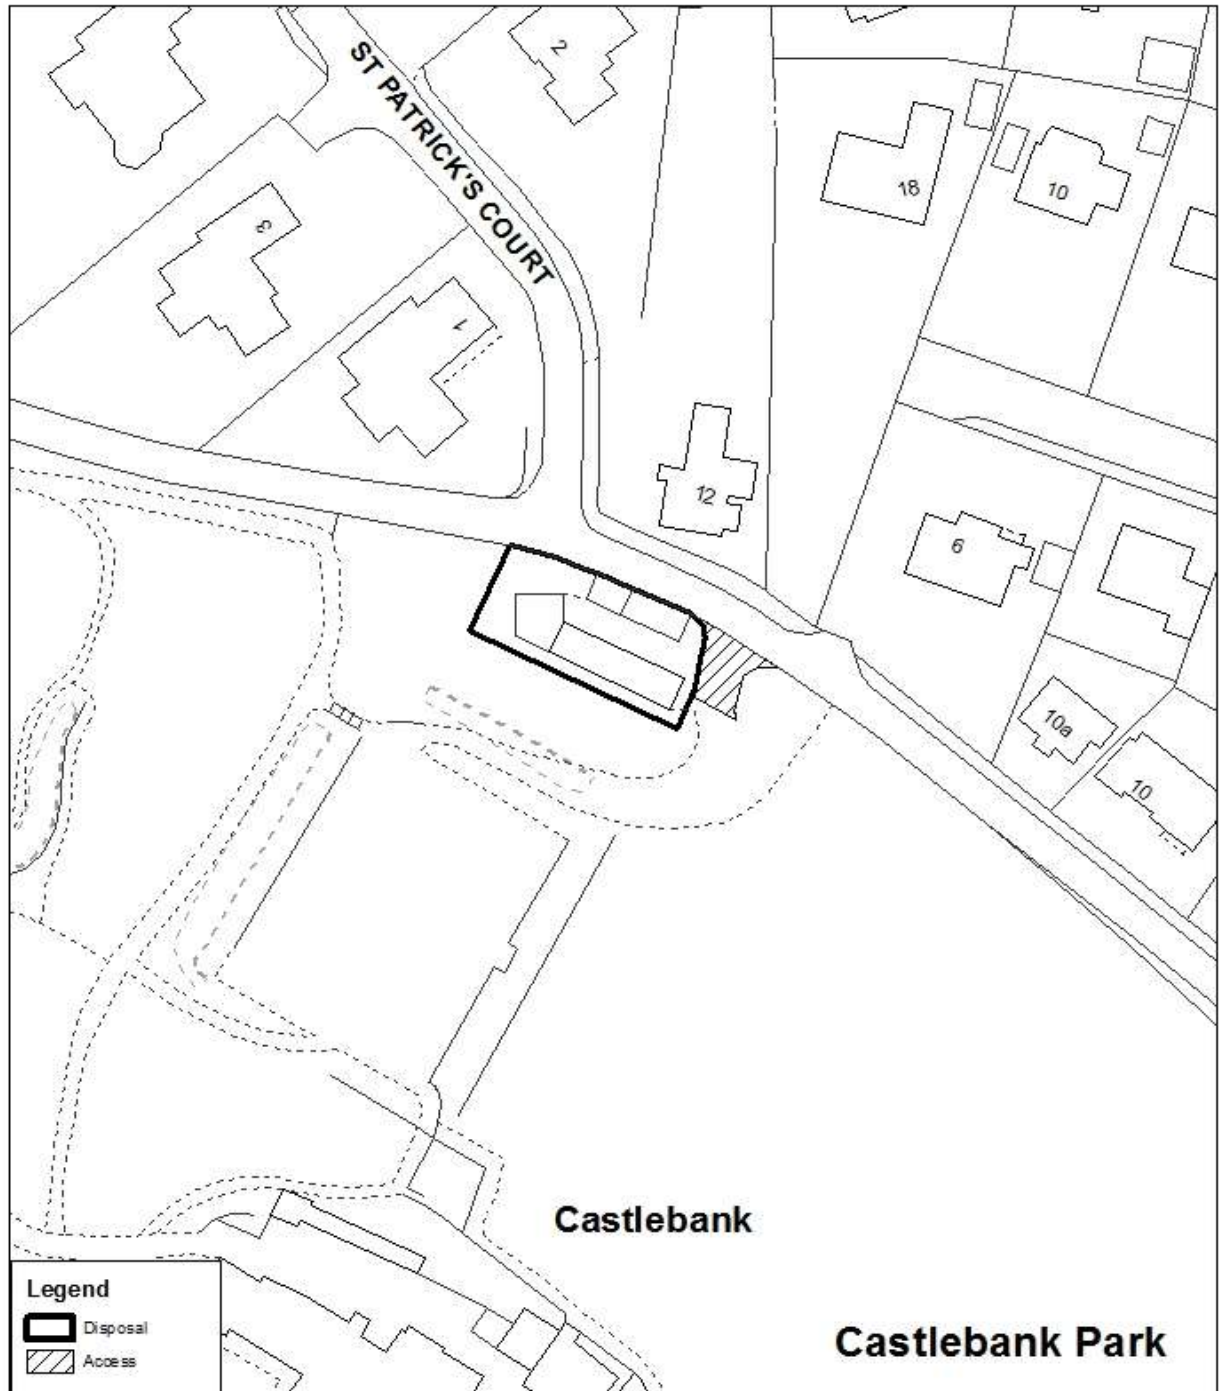 ST PATRICK'S COURT
2
18
10
3
1
12
6
10a
10
Castlebank
Castlebank Park
Legend
Disposal
Access